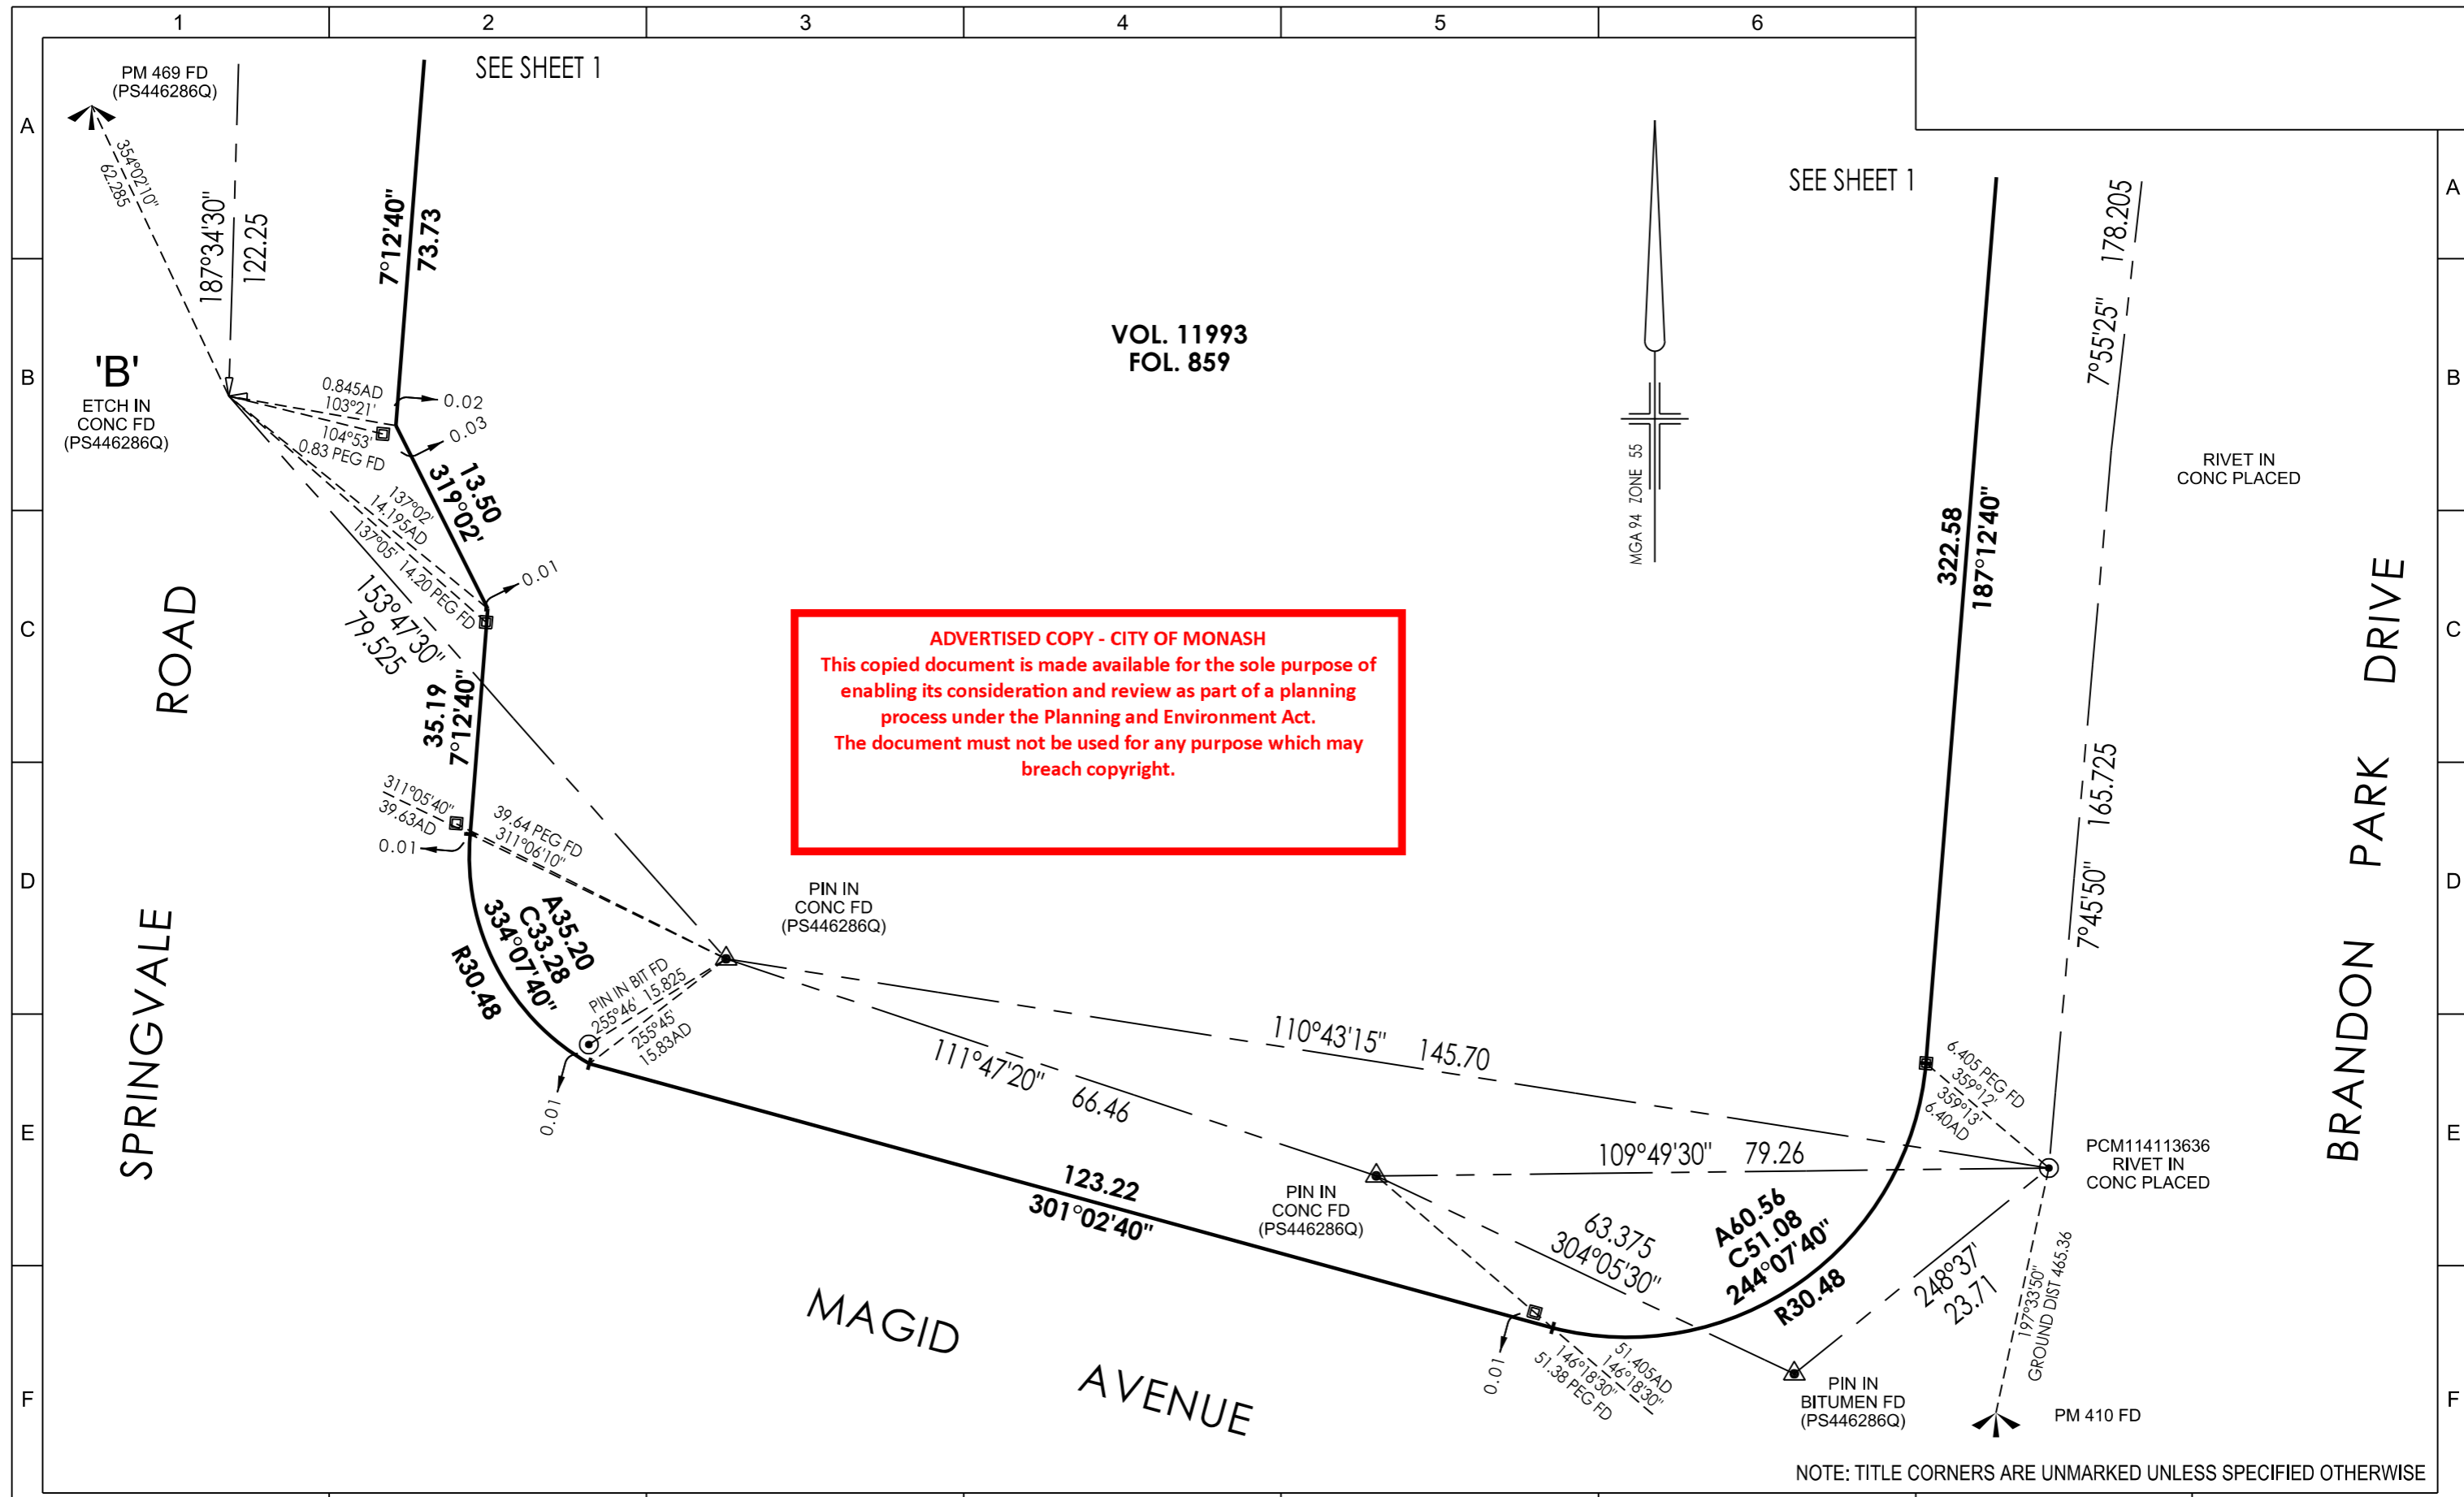 1 2 3 4 5 6
A
B
C
D
E
F
A
B
C
D
E
F
SEE SHEET 1
SEE SHEET 1
PM 469 FD
(PS446286Q)
354°02'10"
62.285
187°34'30"
122.25
7°12'40"
73.73
'B'
ETCH IN
CONC FD
(PS446286Q)
0.845AD
103°21'
104°53'
0.83 PEG FD
0.02
0.03
13.50
319°02'
137°02'
14.195AD
137°05' 14.20 PEG FD
0.01
153°47'30"
79.525
35.19
7°12'40"
311°05'40"
39.63AD
39.64 PEG FD
311°06'10"
0.01
A35.20
C33.28
334°07'40"
R30.48
PIN IN BIT FD
255°46' 15.825
255°45'
15.83AD
0.01
PIN IN
CONC FD
(PS446286Q)
VOL. 11993
FOL. 859
ADVERTISED COPY - CITY OF MONASH
This copied document is made available for the sole purpose of
enabling its consideration and review as part of a planning
process under the Planning and Environment Act.
The document must not be used for any purpose which may
breach copyright.
MGA 94 ZONE 55
7°55'25" 178.205
RIVET IN
CONC PLACED
322.58
187°12'40"
7°45'50" 165.725
110°43'15" 145.70
111°47'20" 66.46
109°49'30" 79.26
123.22
301°02'40"
PIN IN
CONC FD
(PS446286Q)
63.375
304°05'30"
A60.56
C51.08
244°07'40"
R30.48
6.405 PEG FD
359°12'
359°13'
6.40AD
PCM114113636
RIVET IN
CONC PLACED
248°37'
23.71
197°33'50"
GROUND DIST 465.36
51.405AD
146°18'30"
146°18'30"
51.38 PEG FD
0.01
PIN IN
BITUMEN FD
(PS446286Q)
PM 410 FD
SPRINGVALE ROAD
MAGID AVENUE
BRANDON PARK DRIVE
NOTE: TITLE CORNERS ARE UNMARKED UNLESS SPECIFIED OTHERWISE